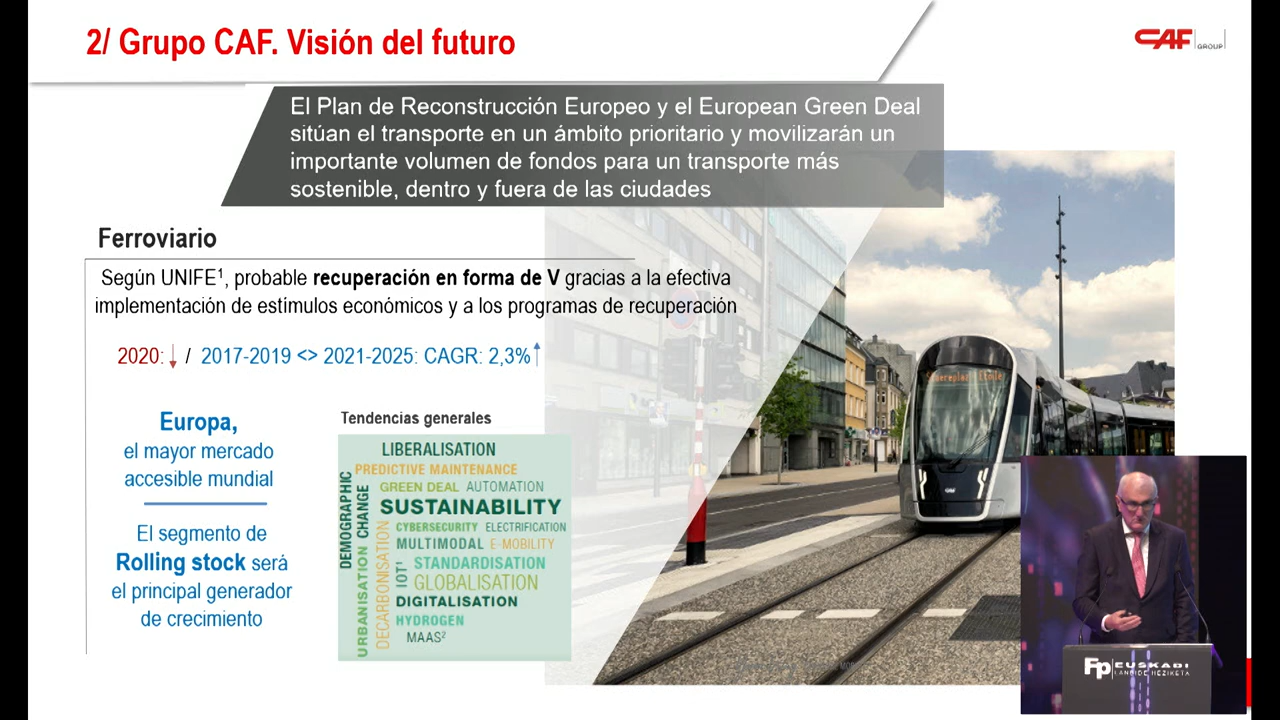 2/ Grupo CAF. Visión del futuro
CAF GROUP
El Plan de Reconstrucción Europeo y el European Green Deal
sitúan el transporte en un ámbito prioritario y movilizarán un
importante volumen de fondos para un transporte más
sostenible, dentro y fuera de las ciudades
Ferroviario
Según UNIFE¹, probable recuperación en forma de V gracias a la efectiva
implementación de estímulos económicos y a los programas de recuperación
2020: ↓ / 2017-2019 <> 2021-2025: CAGR: 2,3% ↑
Europa,
el mayor mercado
accesible mundial
El segmento de
Rolling stock será
el principal generador
de crecimiento
Tendencias generales
LIBERALISATION
PREDICTIVE MAINTENANCE
GREEN DEAL AUTOMATION
SUSTAINABILITY
CYBERSECURITY ELECTRIFICATION
MULTIMODAL E-MOBILITY
STANDARDISATION
GLOBALISATION
DIGITALISATION
HYDROGEN
MAAS²
DEMOGRAPHIC
CHANGE
URBANISATION
DECARBONISATION
IOT¹
CAF
Fp EUSKADI
LANBIDE HEZIKETA